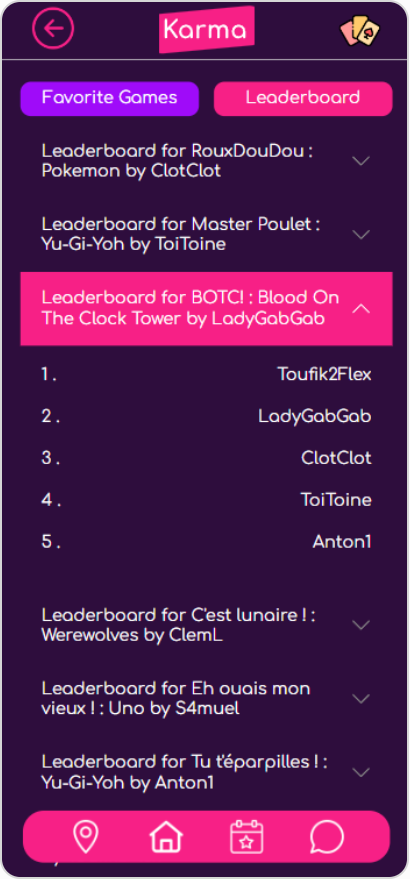 Karma
Favorite Games
Leaderboard
Leaderboard for RouxDouDou :
Pokemon by ClotClot
Leaderboard for Master Poulet :
Yu-Gi-Yoh by ToiToine
Leaderboard for BOTC! : Blood On
The Clock Tower by LadyGabGab
1 . Toufik2Flex
2 . LadyGabGab
3 . ClotClot
4 . ToiToine
5 . Anton1
Leaderboard for C'est lunaire ! :
Werewolves by ClemL
Leaderboard for Eh ouais mon
vieux ! : Uno by S4muel
Leaderboard for Tu t'éparpilles ! :
Yu-Gi-Yoh by Anton1